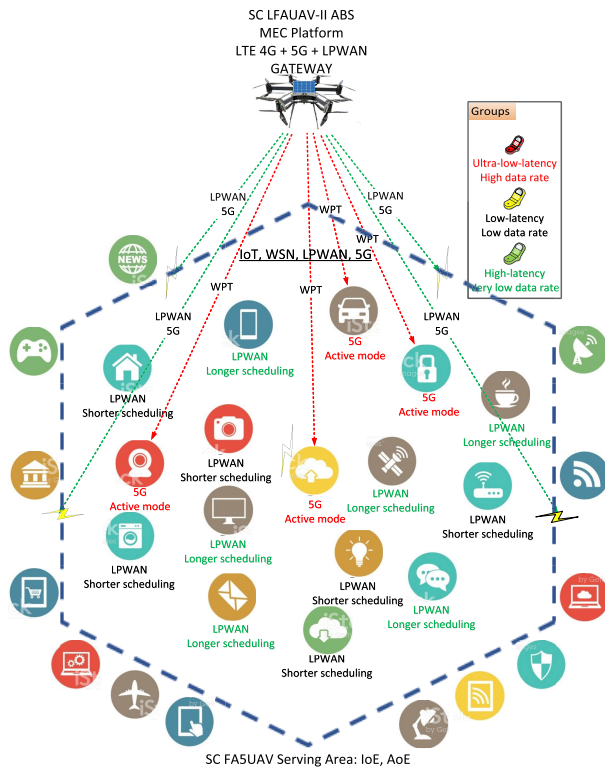 SC LFAUAV-II ABS
MEC Platform
LTE 4G + 5G + LPWAN
GATEWAY
Groups
Ultra-low-latency
High data rate
Low-latency
Low data rate
High-latency
Very low data rate
LPWAN
5G
LPWAN
5G
WPT
WPT
IoT, WSN, LPWAN, 5G
NEWS
WPT
WPT
LPWAN
5G
LPWAN
5G
LPWAN
Longer scheduling
5G
Active mode
LPWAN
Shorter scheduling
5G
Active mode
LPWAN
Longer scheduling
LPWAN
Shorter scheduling
5G
Active mode
5G
Active mode
LPWAN
Longer scheduling
LPWAN
Shorter scheduling
LPWAN
Longer scheduling
LPWAN
Shorter scheduling
LPWAN
Shorter scheduling
LPWAN
Longer scheduling
LPWAN
Longer scheduling
LPWAN
Shorter scheduling
SC FA5UAV Serving Area: IoE, AoE